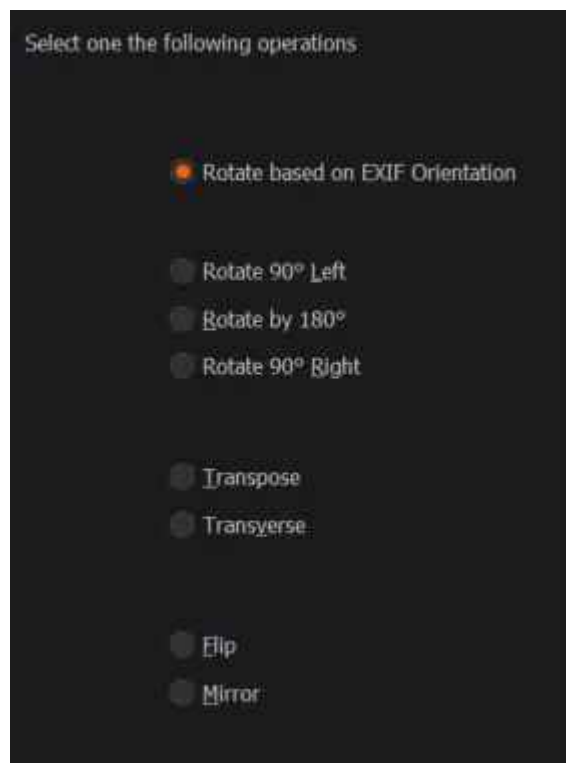 Select one the following operations
Rotate based on EXIF Orientation
Rotate 90° Left
Rotate by 180°
Rotate 90° Right
Transpose
Transverse
Flip
Mirror